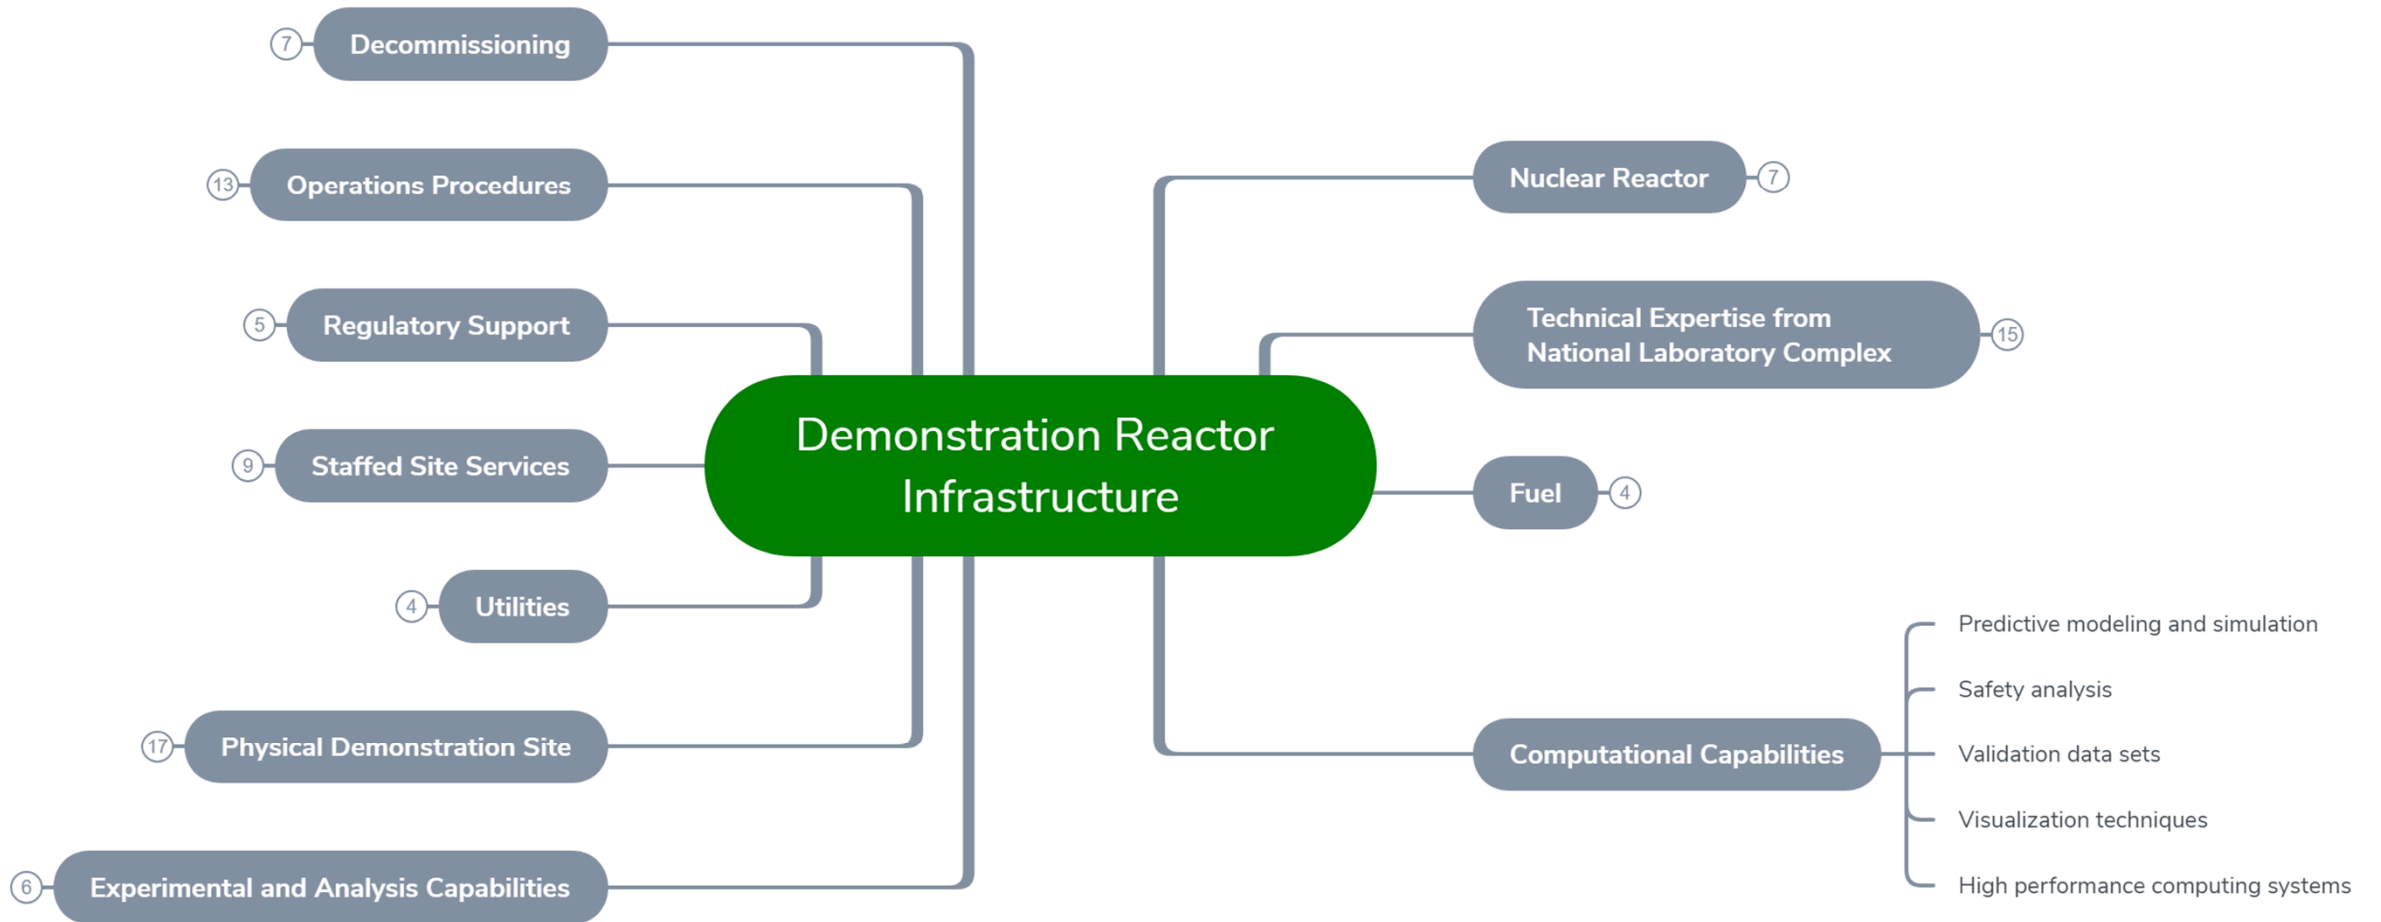 7
Decommissioning
13
Operations Procedures
5
Regulatory Support
9
Staffed Site Services
4
Utilities
17
Physical Demonstration Site
6
Experimental and Analysis Capabilities
Demonstration Reactor
Infrastructure
Nuclear Reactor
7
Technical Expertise from
National Laboratory Complex
15
Fuel
4
Computational Capabilities
Predictive modeling and simulation
Safety analysis
Validation data sets
Visualization techniques
High performance computing systems